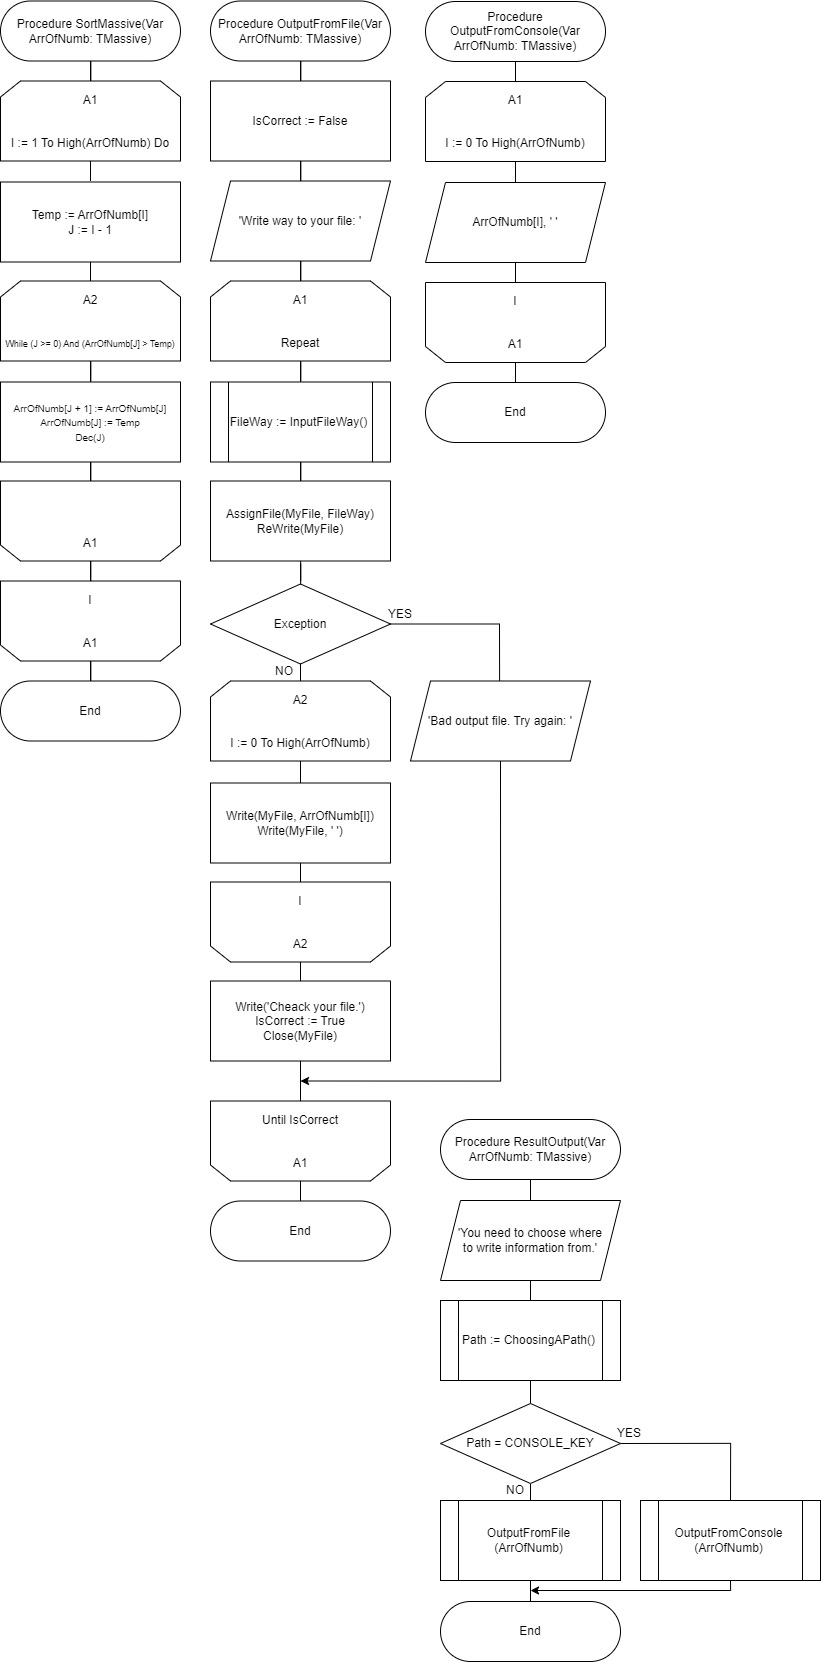 Procedure SortMassive(Var
ArrOfNumb: TMassive)
A1
I := 1 To High(ArrOfNumb) Do
Temp := ArrOfNumb[I]
J := I - 1
A2
While (J >= 0) And (ArrOfNumb[J] > Temp)
ArrOfNumb[J + 1] := ArrOfNumb[J]
ArrOfNumb[J] := Temp
Dec(J)
A1
I
A1
End
Procedure OutputFromFile(Var
ArrOfNumb: TMassive)
IsCorrect := False
'Write way to your file: '
A1
Repeat
FileWay := InputFileWay()
AssignFile(MyFile, FileWay)
ReWrite(MyFile)
Exception
YES
NO
'Bad output file. Try again: '
A2
I := 0 To High(ArrOfNumb)
Write(MyFile, ArrOfNumb[I])
Write(MyFile, ' ')
I
A2
Write('Cheack your file.')
IsCorrect := True
Close(MyFile)
Until IsCorrect
A1
End
Procedure
OutputFromConsole(Var
ArrOfNumb: TMassive)
A1
I := 0 To High(ArrOfNumb)
ArrOfNumb[I], ' '
I
A1
End
Procedure ResultOutput(Var
ArrOfNumb: TMassive)
'You need to choose where
to write information from.'
Path := ChoosingAPath()
Path = CONSOLE_KEY
YES
NO
OutputFromFile
(ArrOfNumb)
OutputFromConsole
(ArrOfNumb)
End